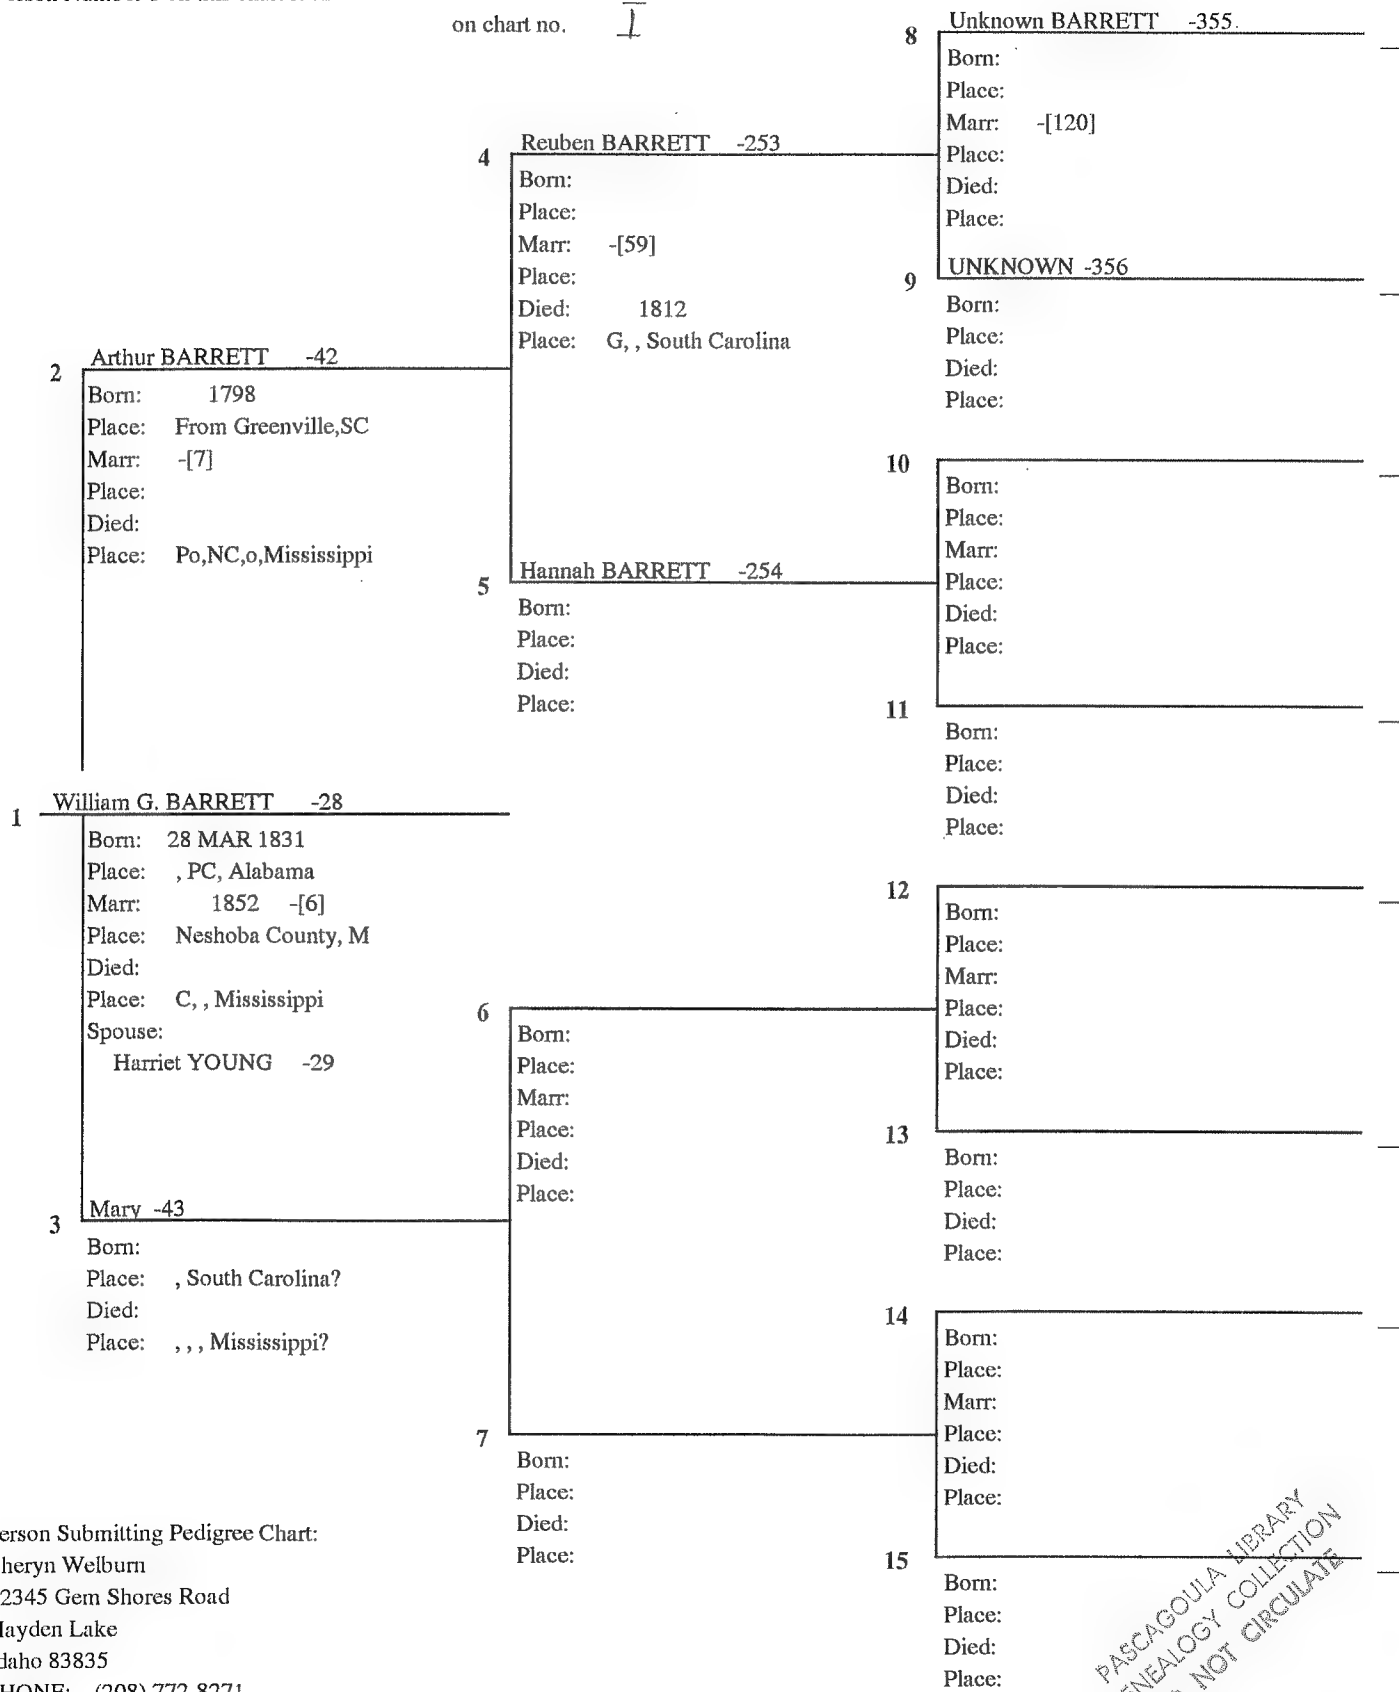 on chart no. 1
8 Unknown BARRETT -355
Born:
Place:
Marr: -[120]
Place:
Died:
Place:
9 UNKNOWN -356
Born:
Place:
Died:
Place:
4 Reuben BARRETT -253
Born:
Place:
Marr: -[59]
Place:
Died: 1812
Place: G, , South Carolina
2 Arthur BARRETT -42
Born: 1798
Place: From Greenville,SC
Marr: -[7]
Place:
Died:
Place: Po,NC,o,Mississippi
10
Born:
Place:
Marr:
Place:
Died:
Place:
5 Hannah BARRETT -254
Born:
Place:
Died:
Place:
11
Born:
Place:
Died:
Place:
1 William G. BARRETT -28
Born: 28 MAR 1831
Place: , PC, Alabama
Marr: 1852 -[6]
Place: Neshoba County, M
Died:
Place: C, , Mississippi
Spouse:
Harriet YOUNG -29
12
Born:
Place:
Marr:
Place:
Died:
Place:
6
Born:
Place:
Marr:
Place:
Died:
Place:
13
Born:
Place:
Died:
Place:
3 Mary -43
Born:
Place: , South Carolina?
Died:
Place: , , , Mississippi?
14
Born:
Place:
Marr:
Place:
Died:
Place:
7
Born:
Place:
Died:
Place:
15
Born:
Place:
Died:
Place:
erson Submitting Pedigree Chart:
heryn Welburn
2345 Gem Shores Road
Hayden Lake
daho 83835
HONE: (208) 772-8271
PASCAGOULA LIBRARY
GENEALOGY COLLECTION
NOT CIRCULATE